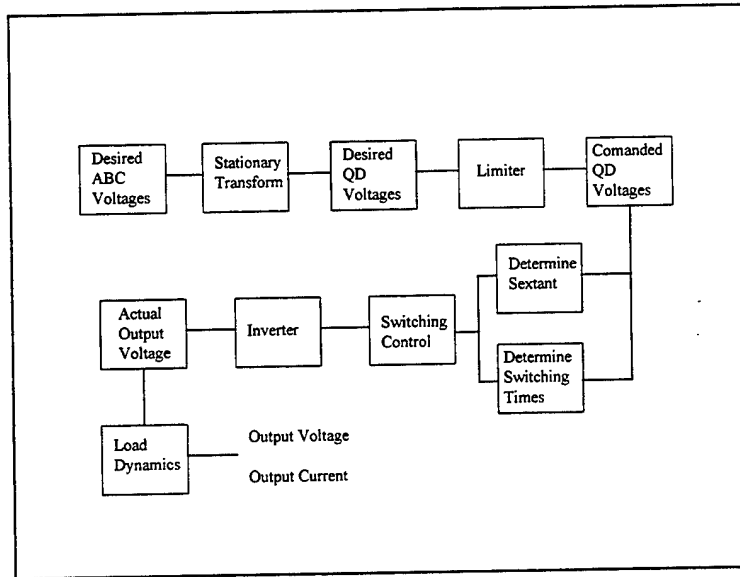 Desired
ABC
Voltages
Stationary
Transform
Desired
QD
Voltages
Limiter
Comanded
QD
Voltages
Determine
Sextant
Determine
Switching
Times
Switching
Control
Inverter
Actual
Output
Voltage
Load
Dynamics
Output Voltage
Output Current